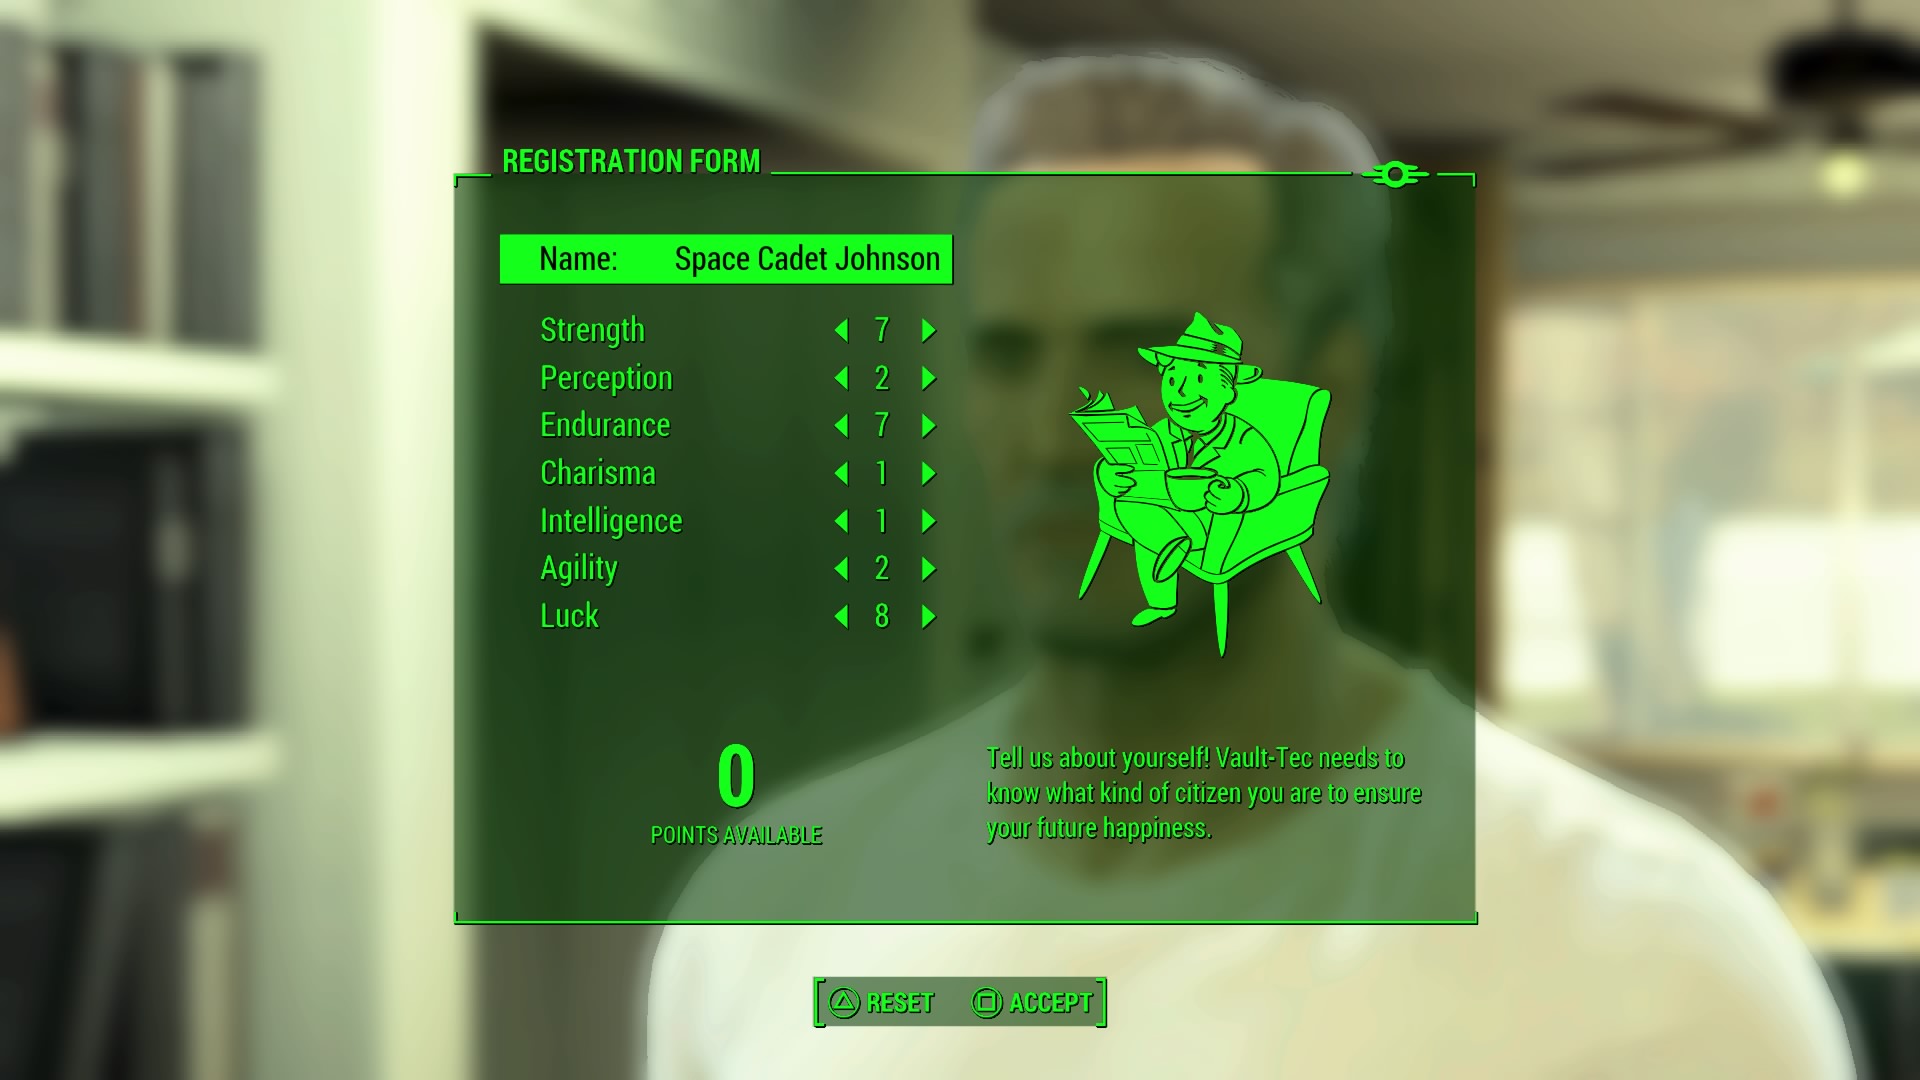 REGISTRATION FORM
Name: Space Cadet Johnson
Strength 7
Perception 2
Endurance 7
Charisma 1
Intelligence 1
Agility 2
Luck 8
0
POINTS AVAILABLE
Tell us about yourself! Vault-Tec needs to
know what kind of citizen you are to ensure
your future happiness.
RESET ACCEPT